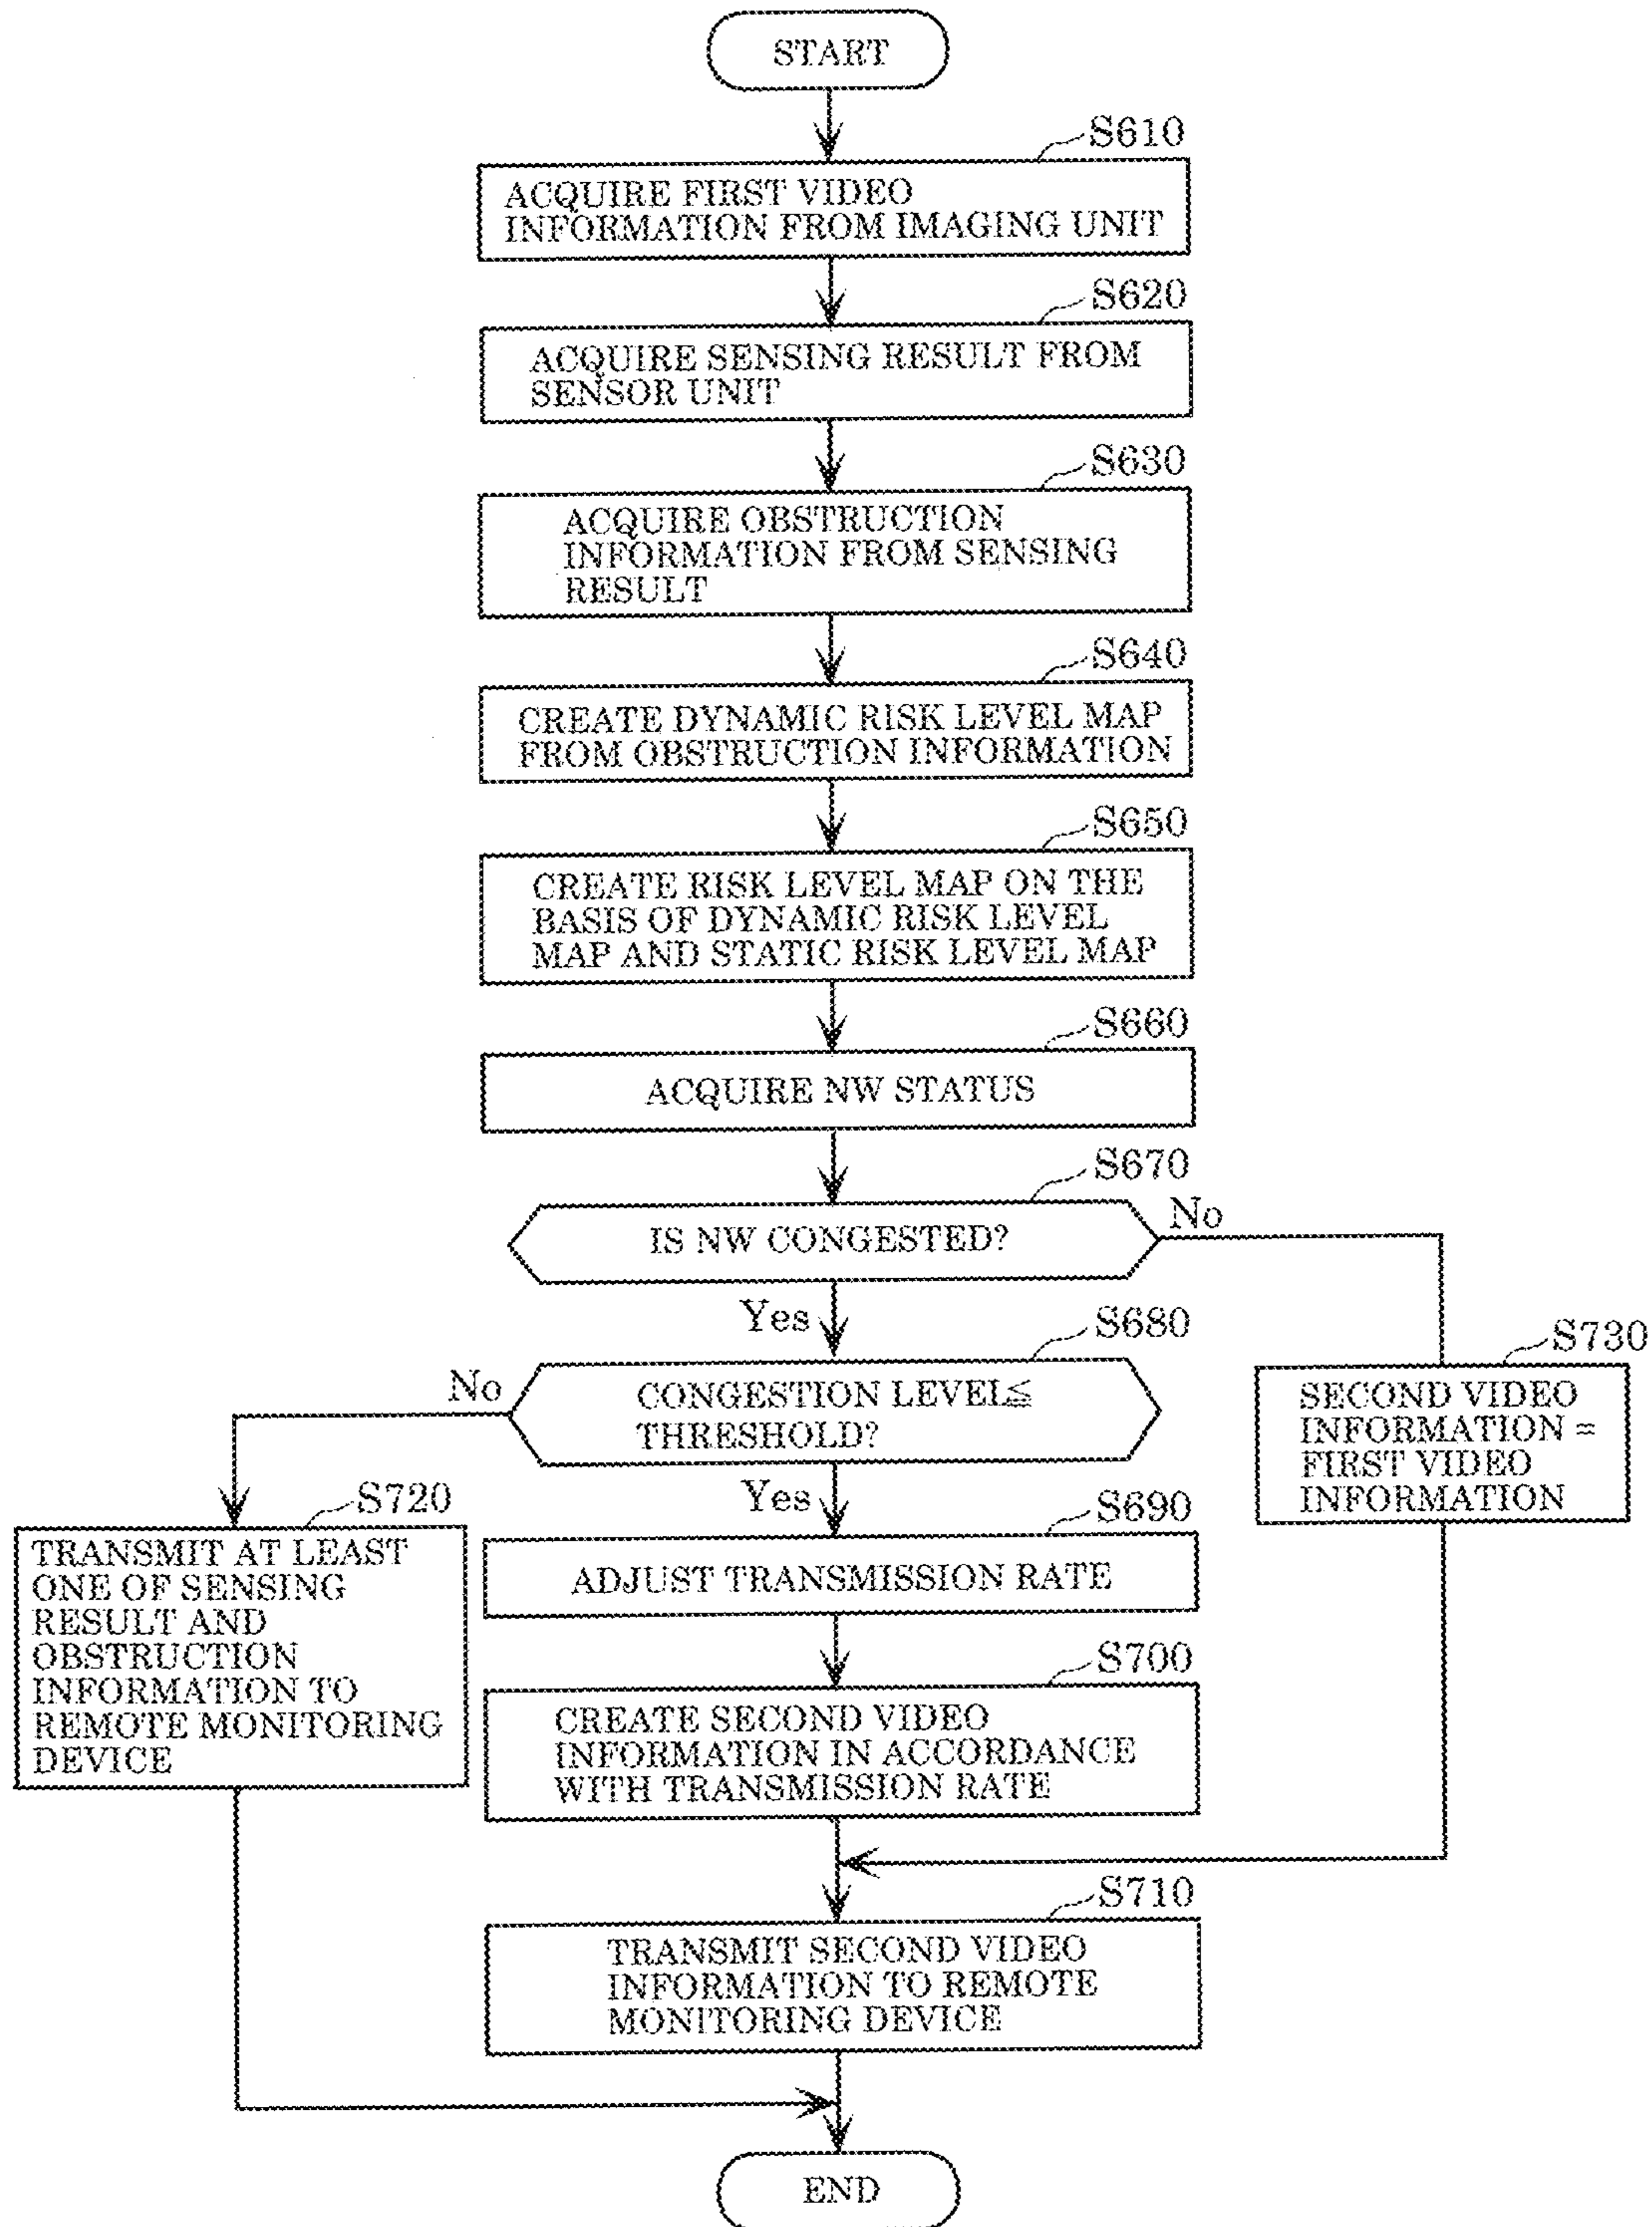 START
S610
ACQUIRE FIRST VIDEO
INFORMATION FROM IMAGING UNIT
S620
ACQUIRE SENSING RESULT FROM
SENSOR UNIT
S630
ACQUIRE OBSTRUCTION
INFORMATION FROM SENSING
RESULT
S640
CREATE DYNAMIC RISK LEVEL MAP
FROM OBSTRUCTION INFORMATION
S650
CREATE RISK LEVEL MAP ON THE
BASIS OF DYNAMIC RISK LEVEL
MAP AND STATIC RISK LEVEL MAP
S660
ACQUIRE NW STATUS
S670
IS NW CONGESTED?
No
Yes
S680
CONGESTION LEVEL≦
THRESHOLD?
No
Yes
S730
SECOND VIDEO
INFORMATION =
FIRST VIDEO
INFORMATION
S720
TRANSMIT AT LEAST
ONE OF SENSING
RESULT AND
OBSTRUCTION
INFORMATION TO
REMOTE MONITORING
DEVICE
S690
ADJUST TRANSMISSION RATE
S700
CREATE SECOND VIDEO
INFORMATION IN ACCORDANCE
WITH TRANSMISSION RATE
S710
TRANSMIT SECOND VIDEO
INFORMATION TO REMOTE
MONITORING DEVICE
END